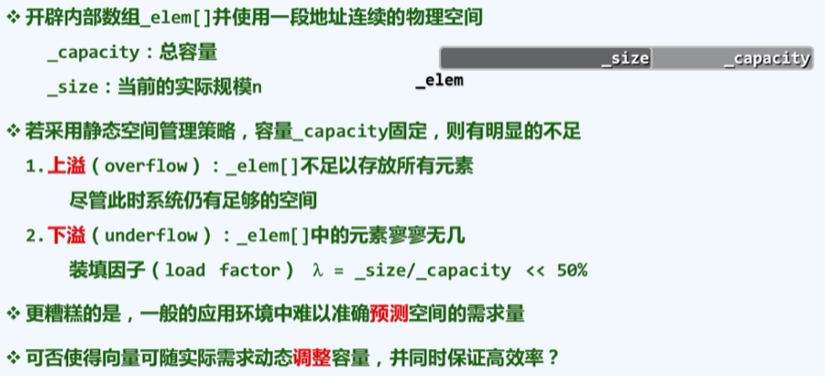 ❖ 开辟内部数组_elem[]并使用一段地址连续的物理空间
_capacity：总容量
_size：当前的实际规模n
_size
_capacity
_elem
❖ 若采用静态空间管理策略，容量_capacity固定，则有明显的不足
1.上溢（overflow）：_elem[]不足以存放所有元素
尽管此时系统仍有足够的空间
2.下溢（underflow）：_elem[]中的元素寥寥无几
装填因子（load factor） λ = _size/_capacity << 50%
❖ 更糟糕的是，一般的应用环境中难以准确预测空间的需求量
❖ 可否使得向量可随实际需求动态调整容量，并同时保证高效率？